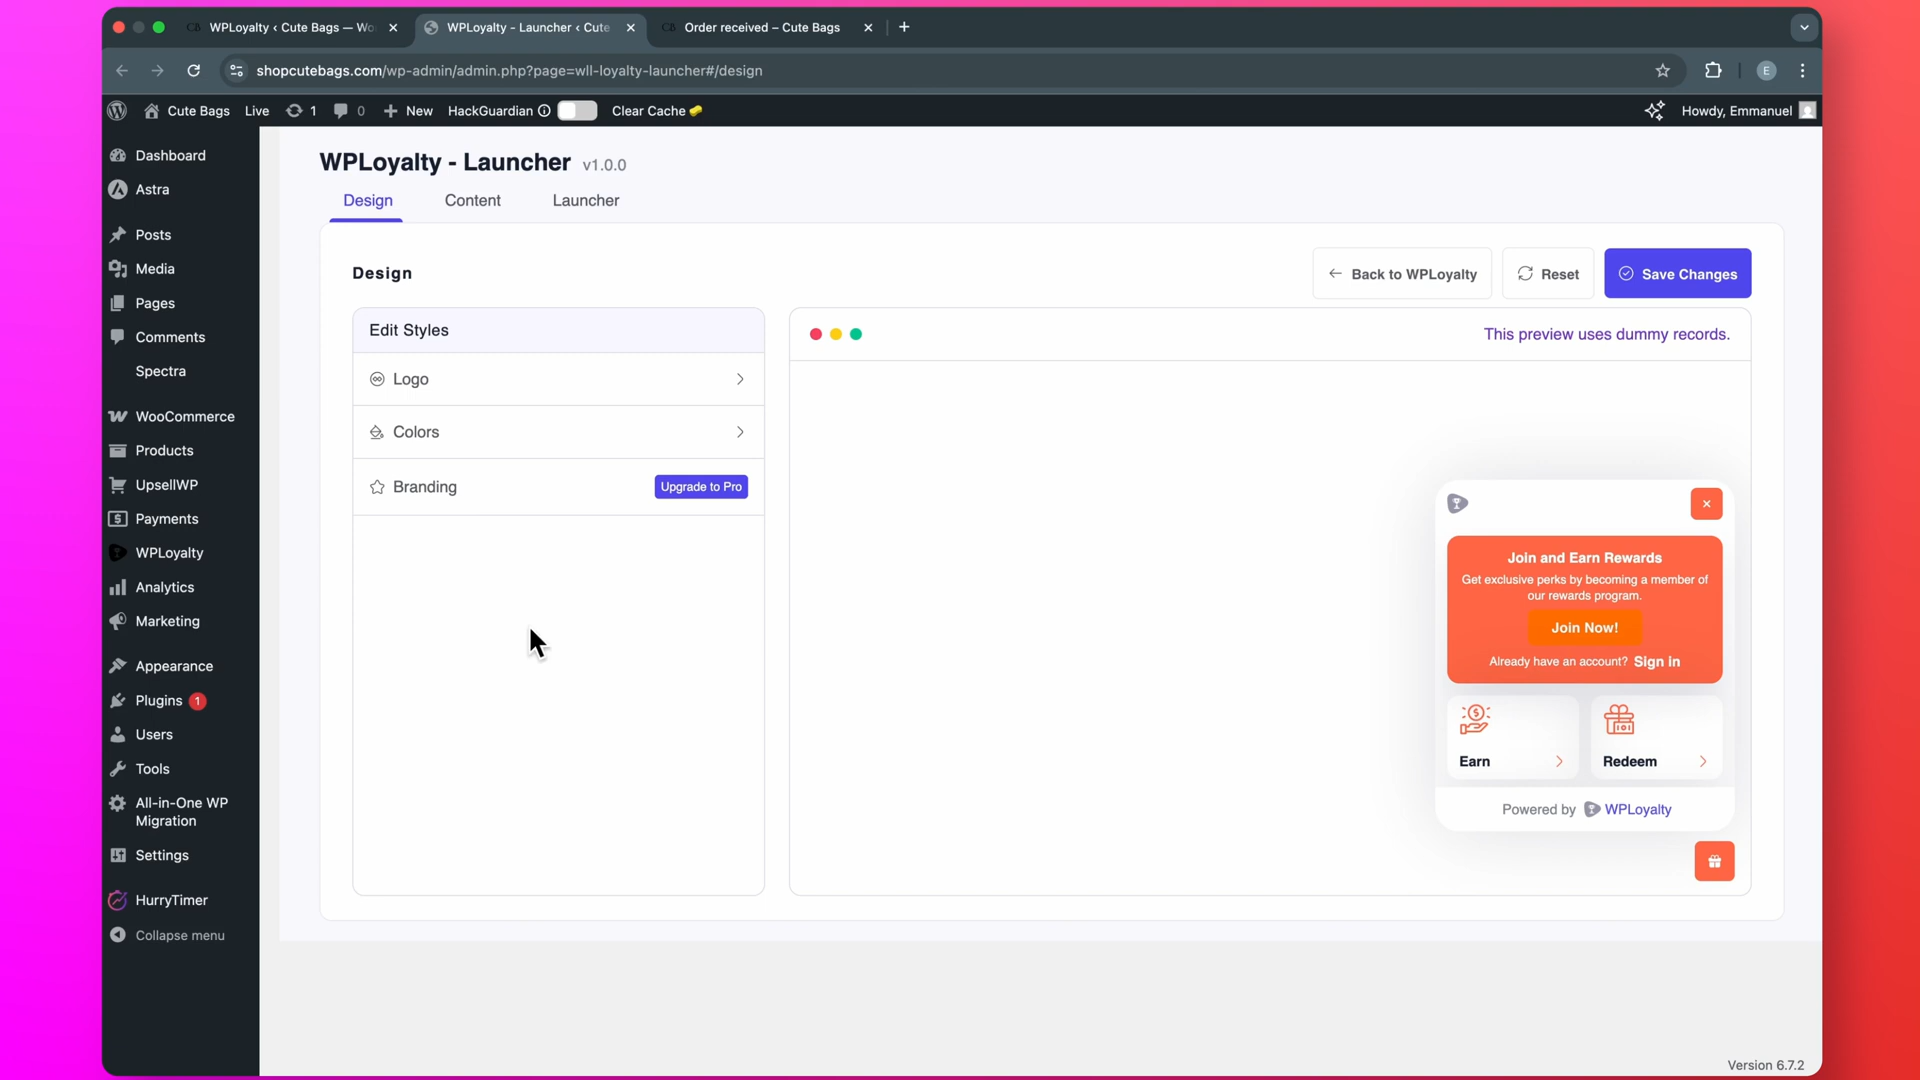 WPLoyalty ‹ Cute Bags — Wo
WPLoyalty - Launcher ‹ Cute
Order received – Cute Bags
shopcutebags.com/wp-admin/admin.php?page=wll-loyalty-launcher#/design
E
Cute Bags
Live
1
0
New
HackGuardian
Clear Cache
Howdy, Emmanuel
Dashboard
Astra
Posts
Media
Pages
Comments
Spectra
WooCommerce
Products
UpsellWP
Payments
WPLoyalty
Analytics
Marketing
Appearance
Plugins 1
Users
Tools
All-in-One WP
Migration
Settings
HurryTimer
Collapse menu
WPLoyalty - Launcher v1.0.0
Design
Content
Launcher
Design
Back to WPLoyalty
Reset
Save Changes
Edit Styles
Logo
Colors
Branding
Upgrade to Pro
This preview uses dummy records.
Join and Earn Rewards
Get exclusive perks by becoming a member of
our rewards program.
Join Now!
Already have an account? Sign in
Earn
Redeem
Powered by WPLoyalty
Version 6.7.2